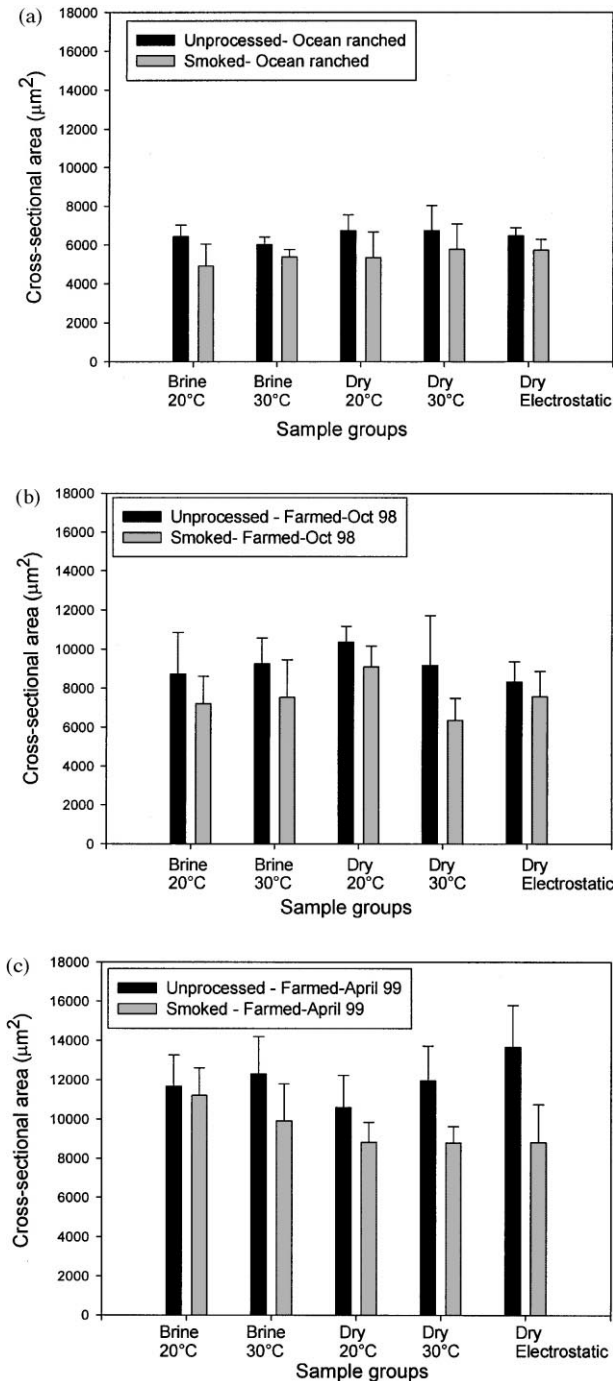 (a)
18000
16000
14000
12000
10000
8000
6000
4000
2000
0
Cross-sectional area (μm²)
Unprocessed- Ocean ranched
Smoked- Ocean ranched
Brine 20°C
Brine 30°C
Dry 20°C
Dry 30°C
Dry Electrostatic
Sample groups
(b)
18000
16000
14000
12000
10000
8000
6000
4000
2000
0
Cross-sectional area (μm²)
Unprocessed - Farmed-Oct 98
Smoked- Farmed-Oct 98
Brine 20°C
Brine 30°C
Dry 20°C
Dry 30°C
Dry Electrostatic
Sample groups
(c)
18000
16000
14000
12000
10000
8000
6000
4000
2000
0
Cross-sectional area (μm²)
Unprocessed - Farmed-April 99
Smoked - Farmed-April 99
Brine 20°C
Brine 30°C
Dry 20°C
Dry 30°C
Dry Electrostatic
Sample groups